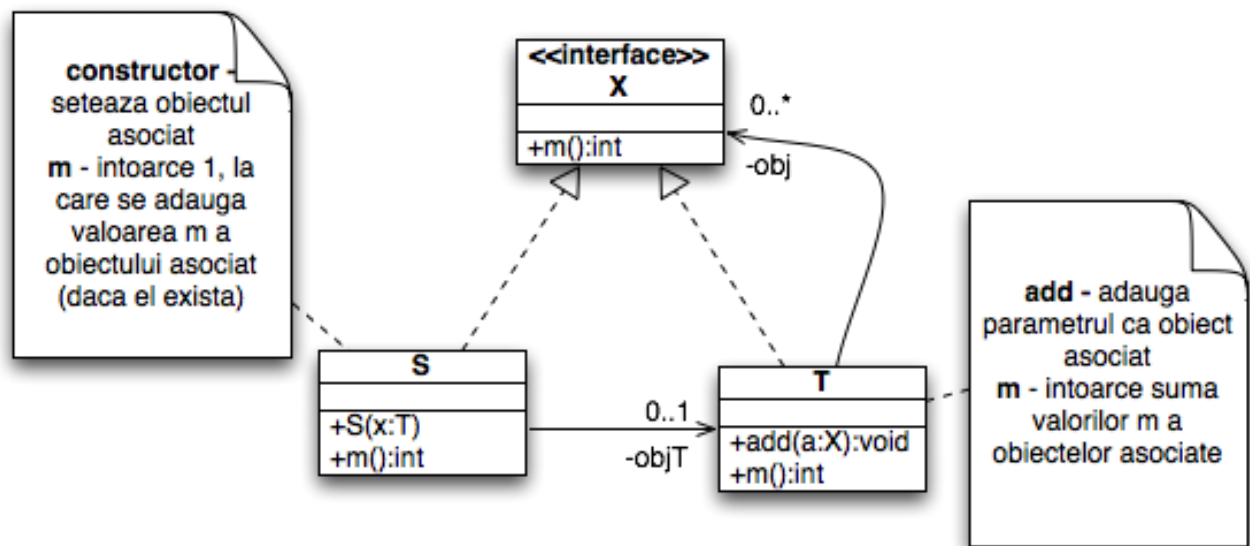 constructor -
seteaza obiectul
asociat
m - intoarce 1, la
care se adauga
valoarea m a
obiectului asociat
(daca el exista)
<<interface>>
X
+m():int
0..*
-obj
S
+S(x:T)
+m():int
0..1
-objT
T
+add(a:X):void
+m():int
add - adauga
parametrul ca obiect
asociat
m - intoarce suma
valorilor m a
obiectelor asociate